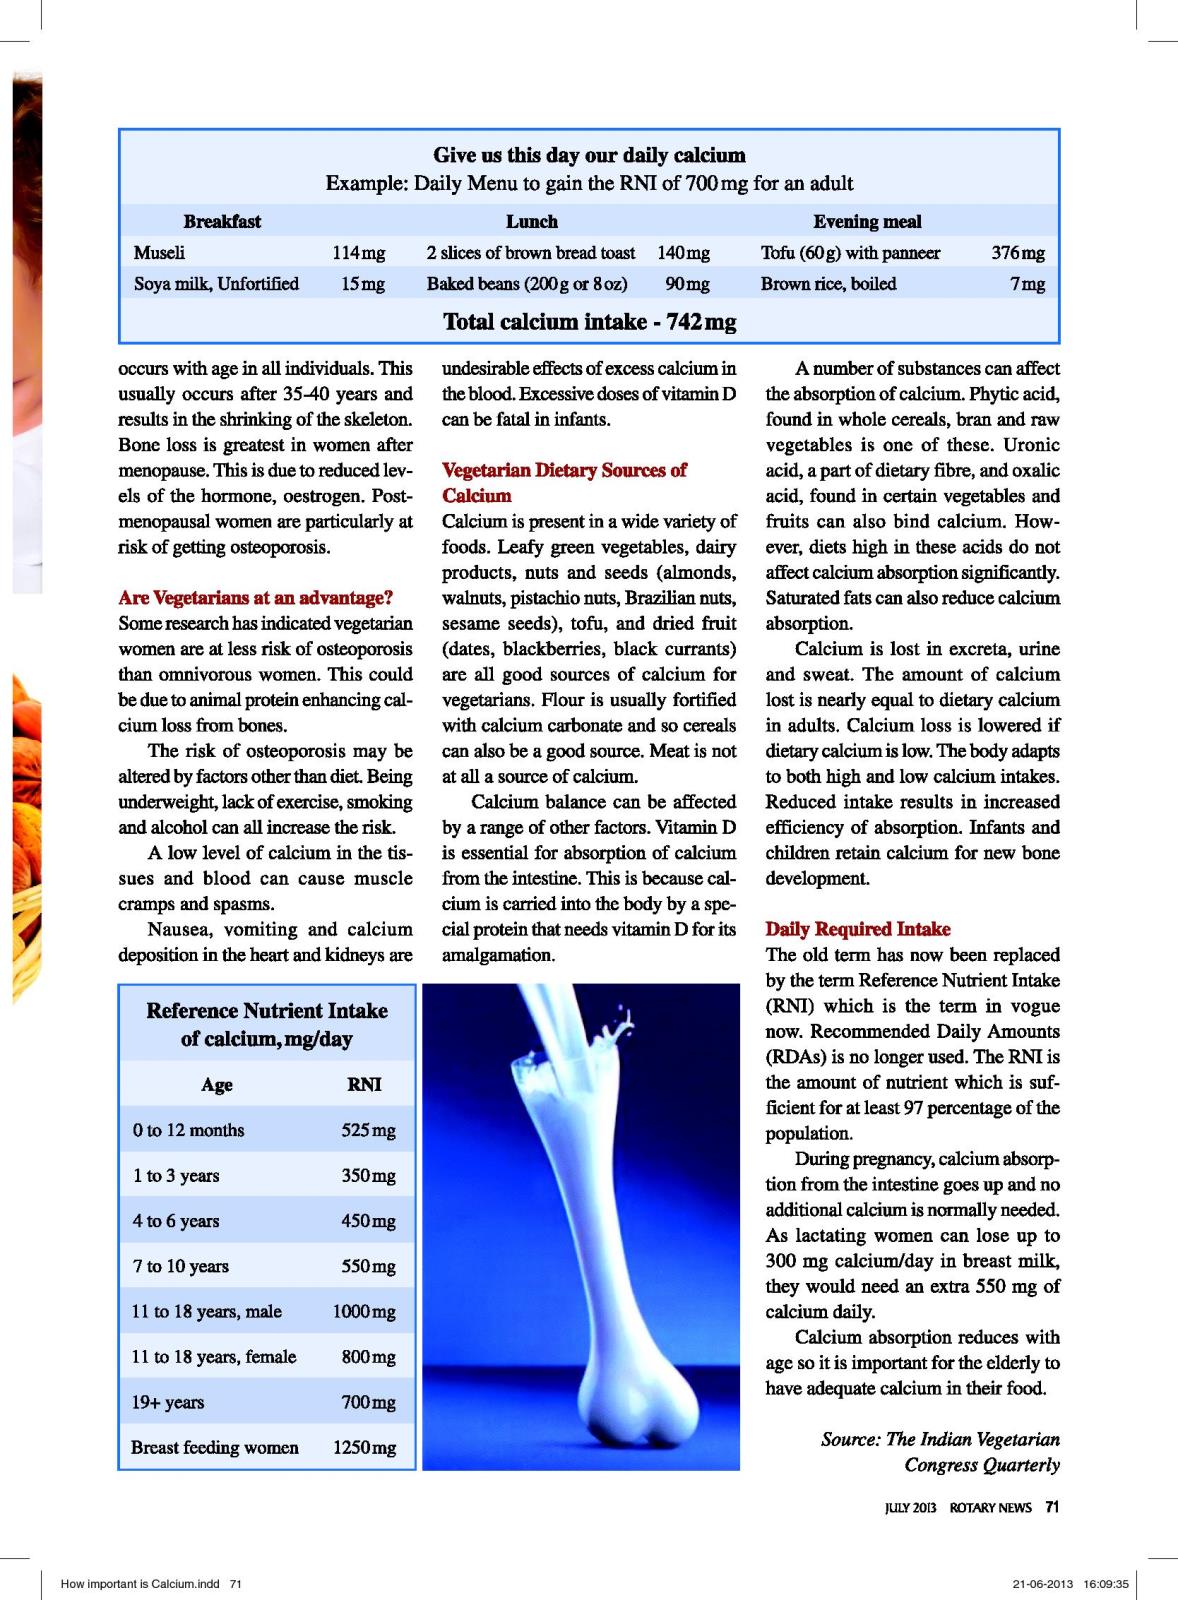 Give us this day our daily calcium
Example: Daily Menu to gain the RNI of 700 mg for an adult
Breakfast Lunch Evening meal
Museli 114 mg 2 slices of brown bread toast 140 mg Tofu (60 g) with panneer 376 mg
Soya milk, Unfortified 15 mg Baked beans (200 g or 8 oz) 90 mg Brown rice, boiled 7 mg
Total calcium intake - 742 mg
occurs with age in all individuals. This
usually occurs after 35-40 years and
results in the shrinking of the skeleton.
Bone loss is greatest in women after
menopause. This is due to reduced lev-
els of the hormone, oestrogen. Post-
menopausal women are particularly at
risk of getting osteoporosis.
Are Vegetarians at an advantage?
Some research has indicated vegetarian
women are at less risk of osteoporosis
than omnivorous women. This could
be due to animal protein enhancing cal-
cium loss from bones.
The risk of osteoporosis may be
altered by factors other than diet. Being
underweight, lack of exercise, smoking
and alcohol can all increase the risk.
A low level of calcium in the tis-
sues and blood can cause muscle
cramps and spasms.
Nausea, vomiting and calcium
deposition in the heart and kidneys are
undesirable effects of excess calcium in
the blood. Excessive doses of vitamin D
can be fatal in infants.
Vegetarian Dietary Sources of
Calcium
Calcium is present in a wide variety of
foods. Leafy green vegetables, dairy
products, nuts and seeds (almonds,
walnuts, pistachio nuts, Brazilian nuts,
sesame seeds), tofu, and dried fruit
(dates, blackberries, black currants)
are all good sources of calcium for
vegetarians. Flour is usually fortified
with calcium carbonate and so cereals
can also be a good source. Meat is not
at all a source of calcium.
Calcium balance can be affected
by a range of other factors. Vitamin D
is essential for absorption of calcium
from the intestine. This is because cal-
cium is carried into the body by a spe-
cial protein that needs vitamin D for its
amalgamation.
A number of substances can affect
the absorption of calcium. Phytic acid,
found in whole cereals, bran and raw
vegetables is one of these. Uronic
acid, a part of dietary fibre, and oxalic
acid, found in certain vegetables and
fruits can also bind calcium. How-
ever, diets high in these acids do not
affect calcium absorption significantly.
Saturated fats can also reduce calcium
absorption.
Calcium is lost in excreta, urine
and sweat. The amount of calcium
lost is nearly equal to dietary calcium
in adults. Calcium loss is lowered if
dietary calcium is low. The body adapts
to both high and low calcium intakes.
Reduced intake results in increased
efficiency of absorption. Infants and
children retain calcium for new bone
development.
Daily Required Intake
The old term has now been replaced
by the term Reference Nutrient Intake
(RNI) which is the term in vogue
now. Recommended Daily Amounts
(RDAs) is no longer used. The RNI is
the amount of nutrient which is suf-
ficient for at least 97 percentage of the
population.
During pregnancy, calcium absorp-
tion from the intestine goes up and no
additional calcium is normally needed.
As lactating women can lose up to
300 mg calcium/day in breast milk,
they would need an extra 550 mg of
calcium daily.
Calcium absorption reduces with
age so it is important for the elderly to
have adequate calcium in their food.
Source: The Indian Vegetarian
Congress Quarterly
Reference Nutrient Intake
of calcium, mg/day
Age RNI
0 to 12 months 525 mg
1 to 3 years 350 mg
4 to 6 years 450 mg
7 to 10 years 550 mg
11 to 18 years, male 1000 mg
11 to 18 years, female 800 mg
19+ years 700 mg
Breast feeding women 1250 mg
JULY 2013 ROTARY NEWS 71
How important is Calcium.indd 71 21-06-2013 16:09:35